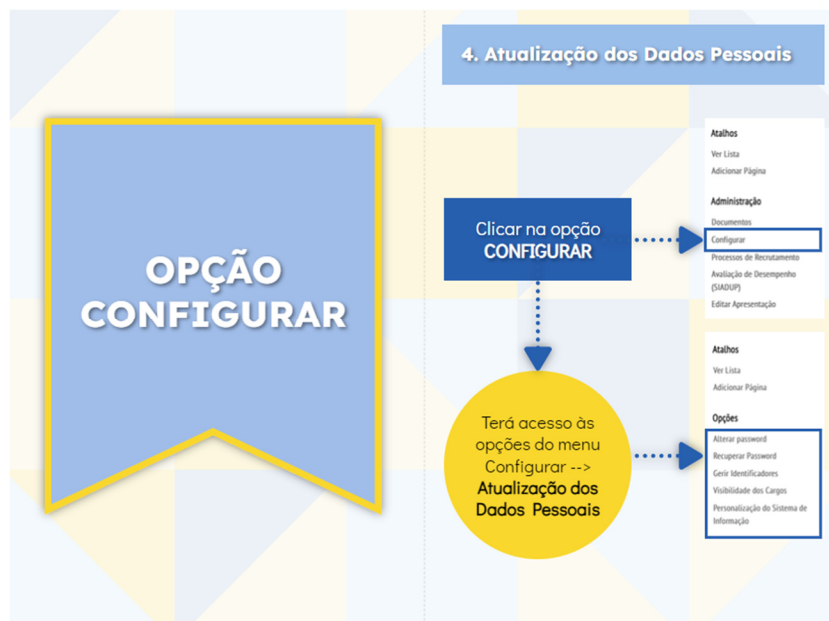 OPÇÃO
CONFIGURAR
4. Atualização dos Dados Pessoais
Clicar na opção
CONFIGURAR
Terá acesso às
opções do menu
Configurar -->
Atualização dos
Dados Pessoais
Atalhos
Ver Lista
Adicionar Página
Administração
Documentos
Configurar
Processos de Recrutamento
Avaliação de Desempenho
(SIADUP)
Editar Apresentação
Atalhos
Ver Lista
Adicionar Página
Opções
Alterar password
Recuperar Password
Gerir Identificadores
Visibilidade dos Cargos
Personalização do Sistema de
Informação